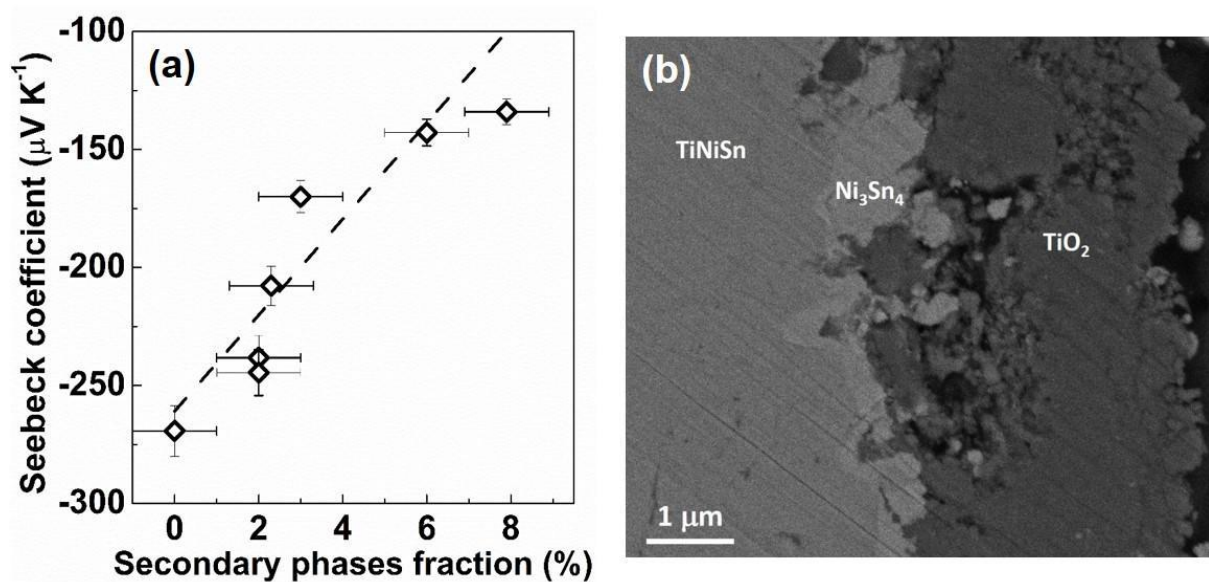 (a)
Seebeck coefficient (μV K⁻¹)
-100
-150
-200
-250
-300
0 2 4 6 8
Secondary phases fraction (%)
(b)
TiNiSn
Ni₃Sn₄
TiO₂
1 μm